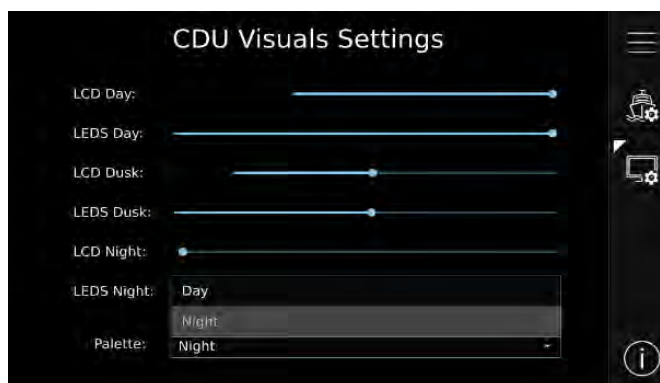 CDU Visuals Settings
LCD Day:
LEDS Day:
LCD Dusk:
LEDS Dusk:
LCD Night:
LEDS Night: Day
Night
Palette: Night